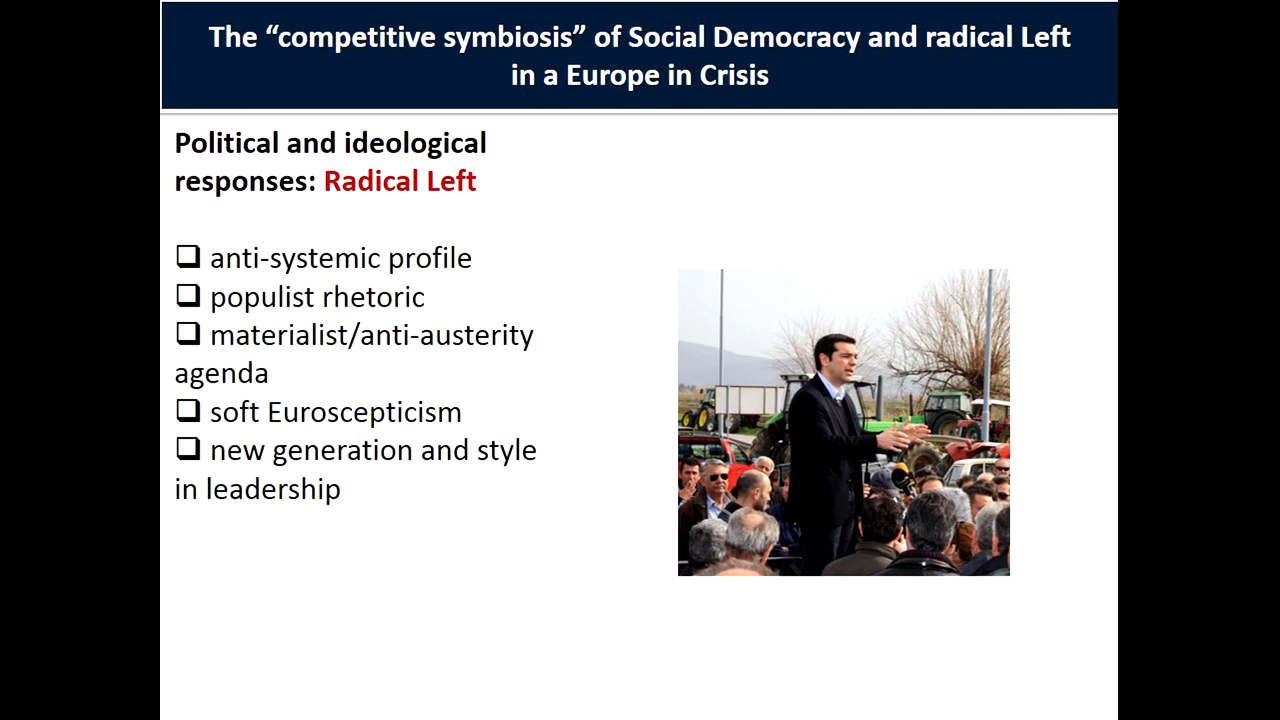 The “competitive symbiosis” of Social Democracy and radical Left
in a Europe in Crisis
Political and ideological
responses: Radical Left
❑ anti-systemic profile
❑ populist rhetoric
❑ materialist/anti-austerity
agenda
❑ soft Euroscepticism
❑ new generation and style
in leadership